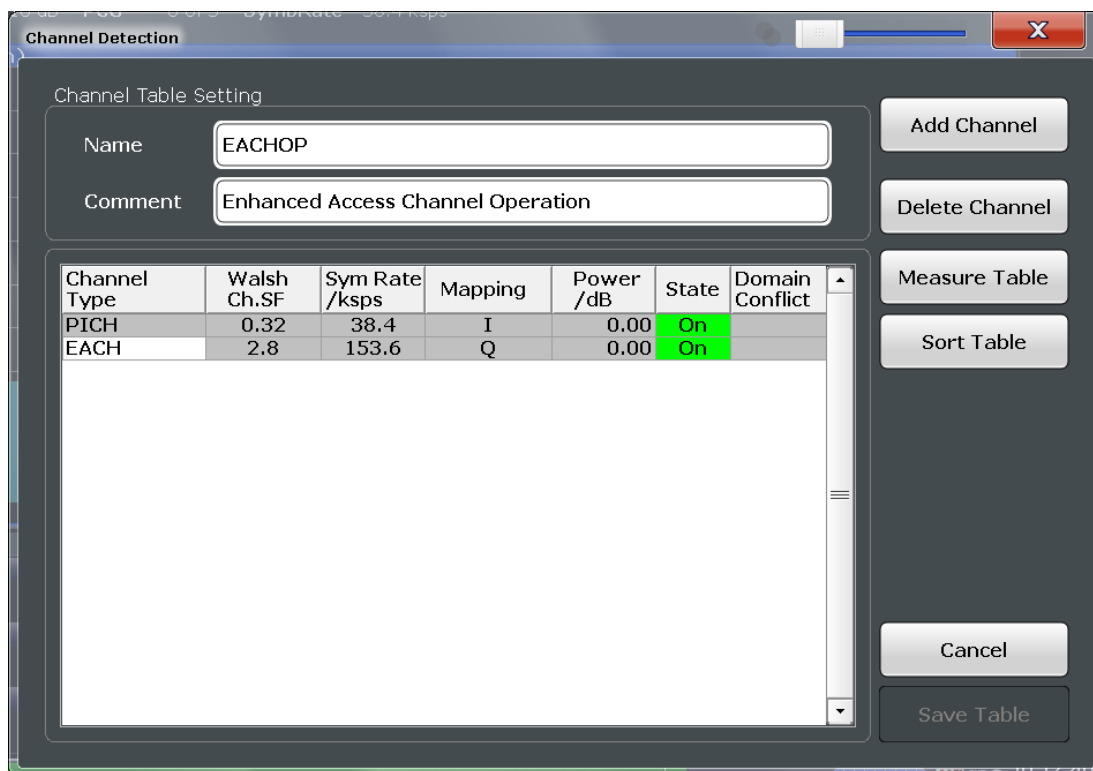 Channel Detection
X
Channel Table Setting
Name EACHOP
Comment Enhanced Access Channel Operation
Add Channel
Delete Channel
Measure Table
Sort Table
Channel Type Walsh Ch.SF Sym Rate /ksps Mapping Power /dB State Domain Conflict
PICH 0.32 38.4 I 0.00 On
EACH 2.8 153.6 Q 0.00 On
Cancel
Save Table